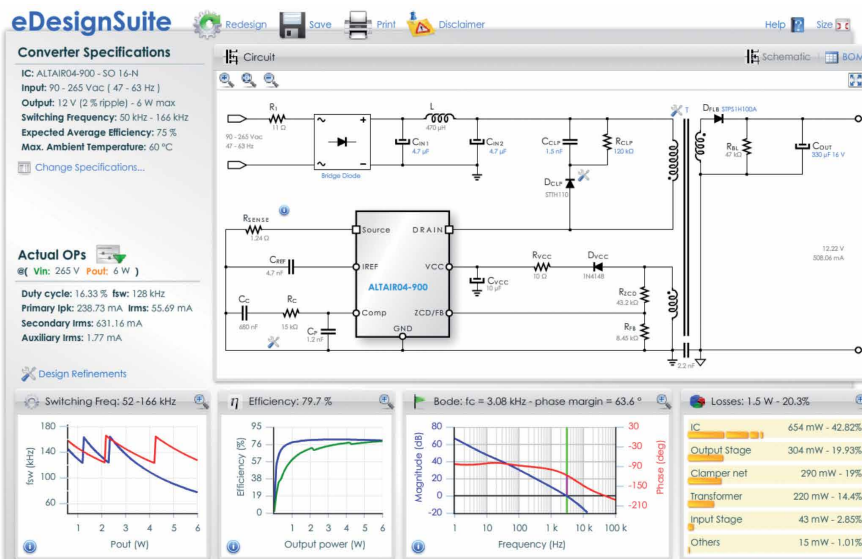 eDesignSuite
Redesign
Save
Print
Disclaimer
Help
Size
Converter Specifications
IC: ALTAIR04-900 - SO 16-N
Input: 90 - 265 Vac ( 47 - 63 Hz )
Output: 12 V (2 % ripple) - 6 W max
Switching Frequency: 50 kHz - 166 kHz
Expected Average Efficiency: 75 %
Max. Ambient Temperature: 60 °C
Change Specifications...
Actual OPs
@( Vin: 265 V Pout: 6 W )
Duty cycle: 16.33 % fsw: 128 kHz
Primary Ipk: 238.73 mA Irms: 55.69 mA
Secondary Irms: 631.16 mA
Auxiliary Irms: 1.77 mA
Design Refinements
Circuit
Schematic
BOM
R1
11 Ω
90 - 265 Vac
47 - 63 Hz
Bridge Diode
L
470 µH
CIN1
4.7 µF
CIN2
4.7 µF
CCLP
1.5 nF
RCLP
120 kΩ
DCLP
STTH110
T
DFLB STPS1H100A
RBL
47 kΩ
COUT
330 µF 16 V
12.22 V
508.06 mA
RSENSE
1.24 Ω
CREF
4.7 nF
CC
680 nF
RC
15 kΩ
CP
1.2 nF
Source
DRAIN
IREF
VCC
ALTAIR04-900
Comp
ZCD/FB
GND
CVCC
10 µF
RVCC
10 Ω
DVCC
1N4148
RZCD
43.2 kΩ
RFB
8.45 kΩ
2.2 nF
Switching Freq: 52 -166 kHz
fsw (kHz)
180
140
100
60
1 2 3 4 5 6
Pout (W)
η Efficiency: 79.7 %
Efficiency (%)
95
76
57
38
19
0
1 2 3 4 5 6
Output power (W)
Bode: fc = 3.08 kHz - phase margin = 63.6 °
Magnitude (dB)
80
60
40
20
0
-20
30
-30
-90
-150
-210
Phase (deg)
1 10 100 1 k 10 k 100 k
Frequency (Hz)
Losses: 1.5 W - 20.3%
IC 654 mW - 42.82%
Output Stage 304 mW - 19.93%
Clamper net 290 mW - 19%
Transformer 220 mW - 14.4%
Input Stage 43 mW - 2.85%
Others 15 mW - 1.01%